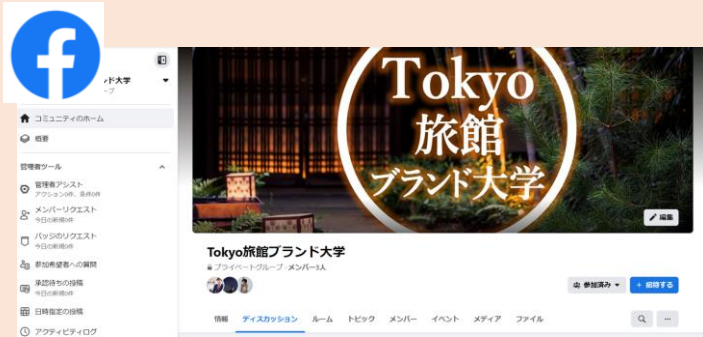 ンド大学
コミュニティのホーム
概要
管理者ツール
管理者アシスト
アクション0件、条件0件
メンバーリクエスト
今日の新規0件
バッジのリクエスト
今日の新規0件
参加希望者への質問
承認待ちの投稿
今日の新規0件
日時指定の投稿
アクティビティログ
Tokyo
旅館
ブランド大学
編集
Tokyo旅館ブランド大学
プライベートグループ・メンバー3人
参加済み
+ 招待する
情報 ディスカッション ルーム トピック メンバー イベント メディア ファイル